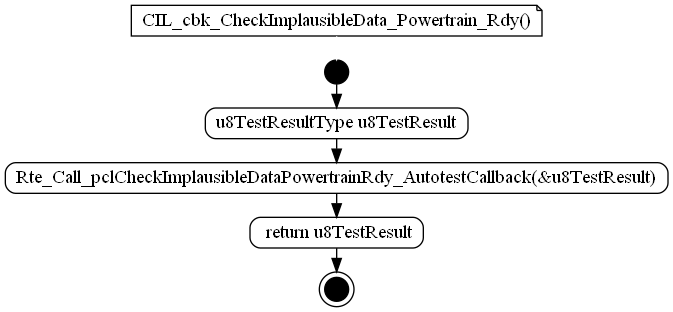 CIL_cbk_CheckImplausibleData_Powertrain_Rdy()
u8TestResultType u8TestResult
Rte_Call_pclCheckImplausibleDataPowertrainRdy_AutotestCallback(&u8TestResult)
return u8TestResult